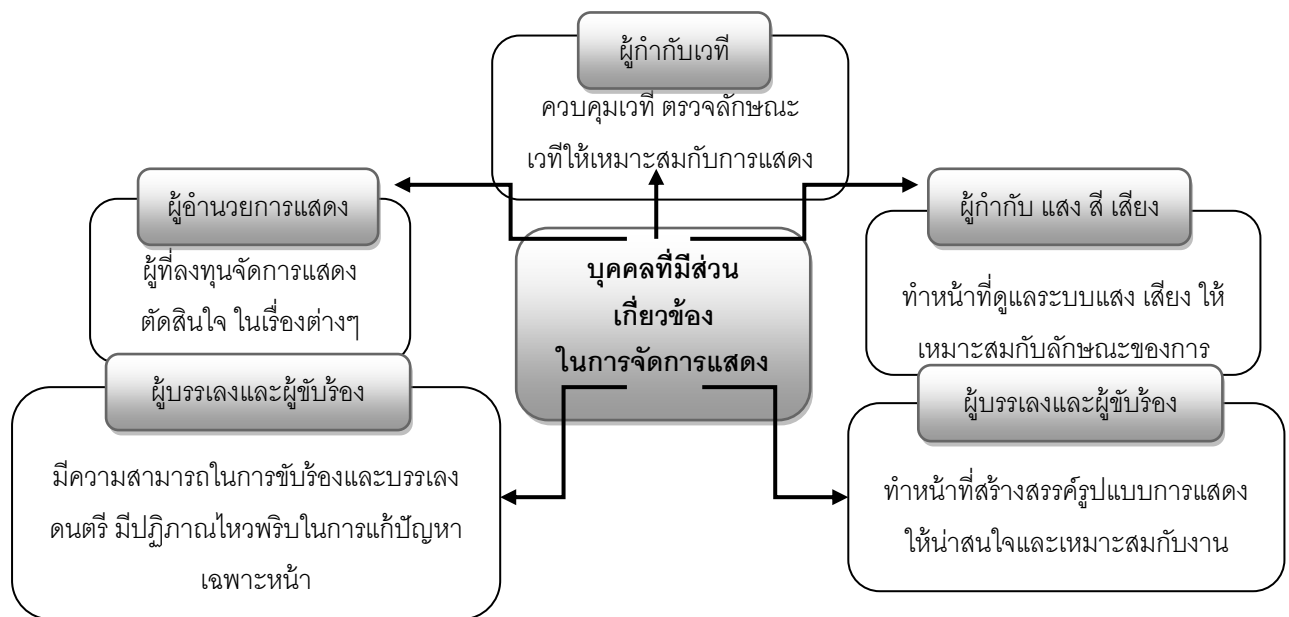 ผู้กำกับเวที
ควบคุมเวที ตรวจลักษณะ
เวทีให้เหมาะสมกับการแสดง
ผู้อำนวยการแสดง
ผู้ที่ลงทุนจัดการแสดง
ตัดสินใจ ในเรื่องต่างๆ
ผู้กำกับ แสง สี เสียง
ทำหน้าที่ดูแลระบบแสง เสียง ให้
เหมาะสมกับลักษณะของการ
บุคคลที่มีส่วน
เกี่ยวข้อง
ในการจัดการแสดง
ผู้บรรเลงและผู้ขับร้อง
มีความสามารถในการขับร้องและบรรเลง
ดนตรี มีปฏิภาณไหวพริบในการแก้ปัญหา
เฉพาะหน้า
ผู้บรรเลงและผู้ขับร้อง
ทำหน้าที่สร้างสรรค์รูปแบบการแสดง
ให้น่าสนใจและเหมาะสมกับงาน